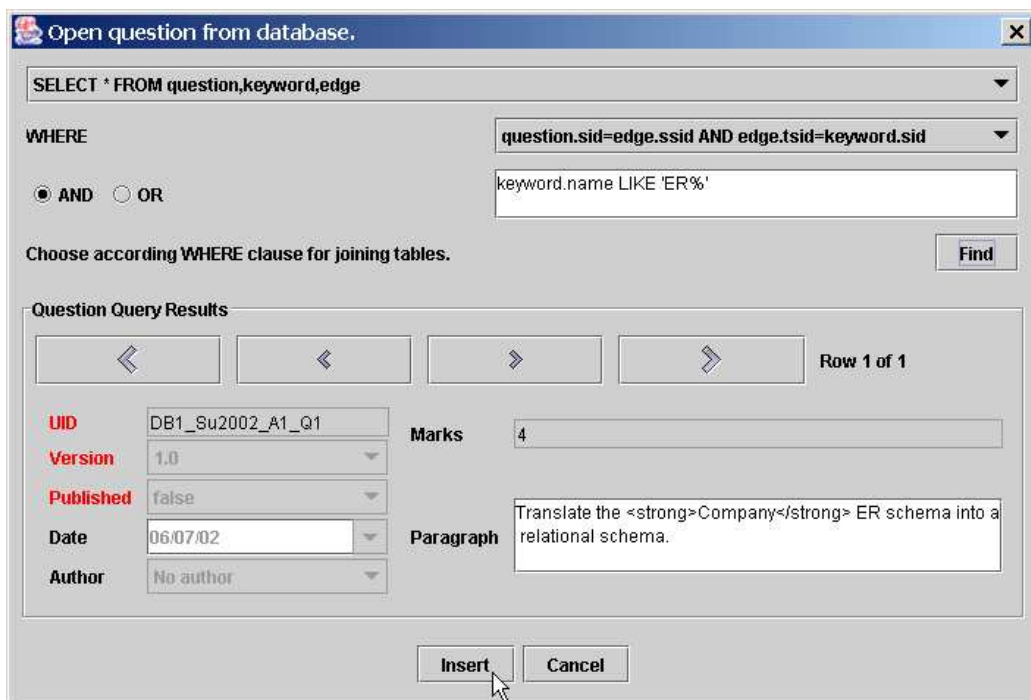 Open question from database.
SELECT * FROM question,keyword,edge
WHERE
question.sid=edge.ssid AND edge.tsid=keyword.sid
AND OR
keyword.name LIKE 'ER%'
Choose according WHERE clause for joining tables.
Find
Question Query Results
Row 1 of 1
UID DB1_Su2002_A1_Q1
Version 1.0
Published false
Date 06/07/02
Author No author
Marks 4
Paragraph
Translate the <strong>Company</strong> ER schema into a
relational schema.
Insert Cancel